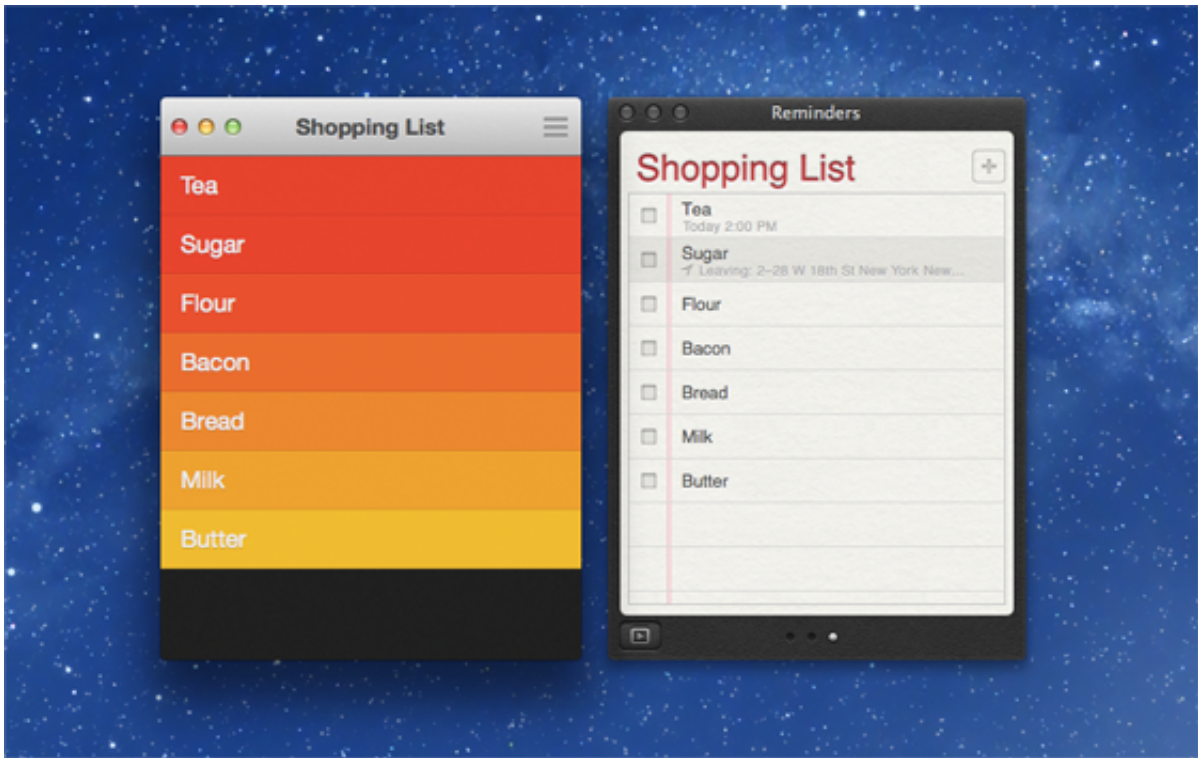 Shopping List
Tea
Sugar
Flour
Bacon
Bread
Milk
Butter
Reminders
Shopping List
Tea
Today 2:00 PM
Sugar
Leaving: 2–28 W 18th St New York New,...
Flour
Bacon
Bread
Milk
Butter